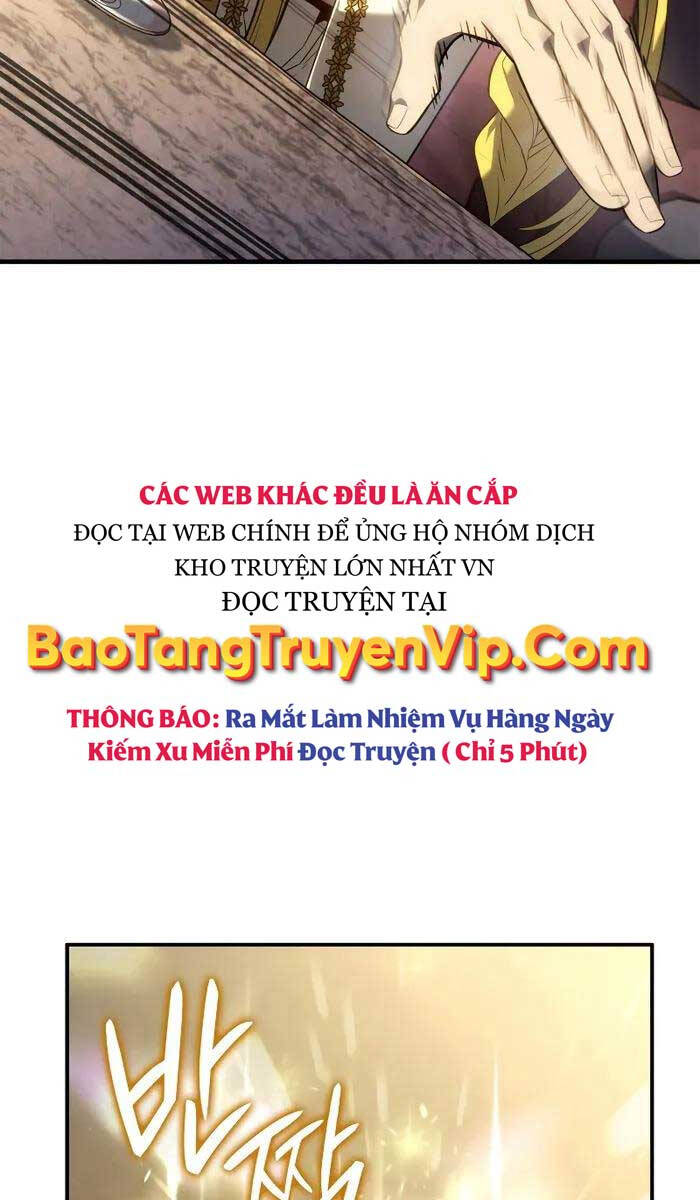 CÁC WEB KHÁC ĐỀU LÀ ĂN CẮP
ĐỌC TẠI WEB CHÍNH ĐỂ ỦNG HỘ NHÓM DỊCH
KHO TRUYỆN LỚN NHẤT VN
ĐỌC TRUYỆN TẠI
BaoTangTruyenVip.Com
THÔNG BÁO: Ra Mắt Làm Nhiệm Vụ Hàng Ngày
Kiếm Xu Miễn Phí Đọc Truyện ( Chỉ 5 Phút)
번쩍